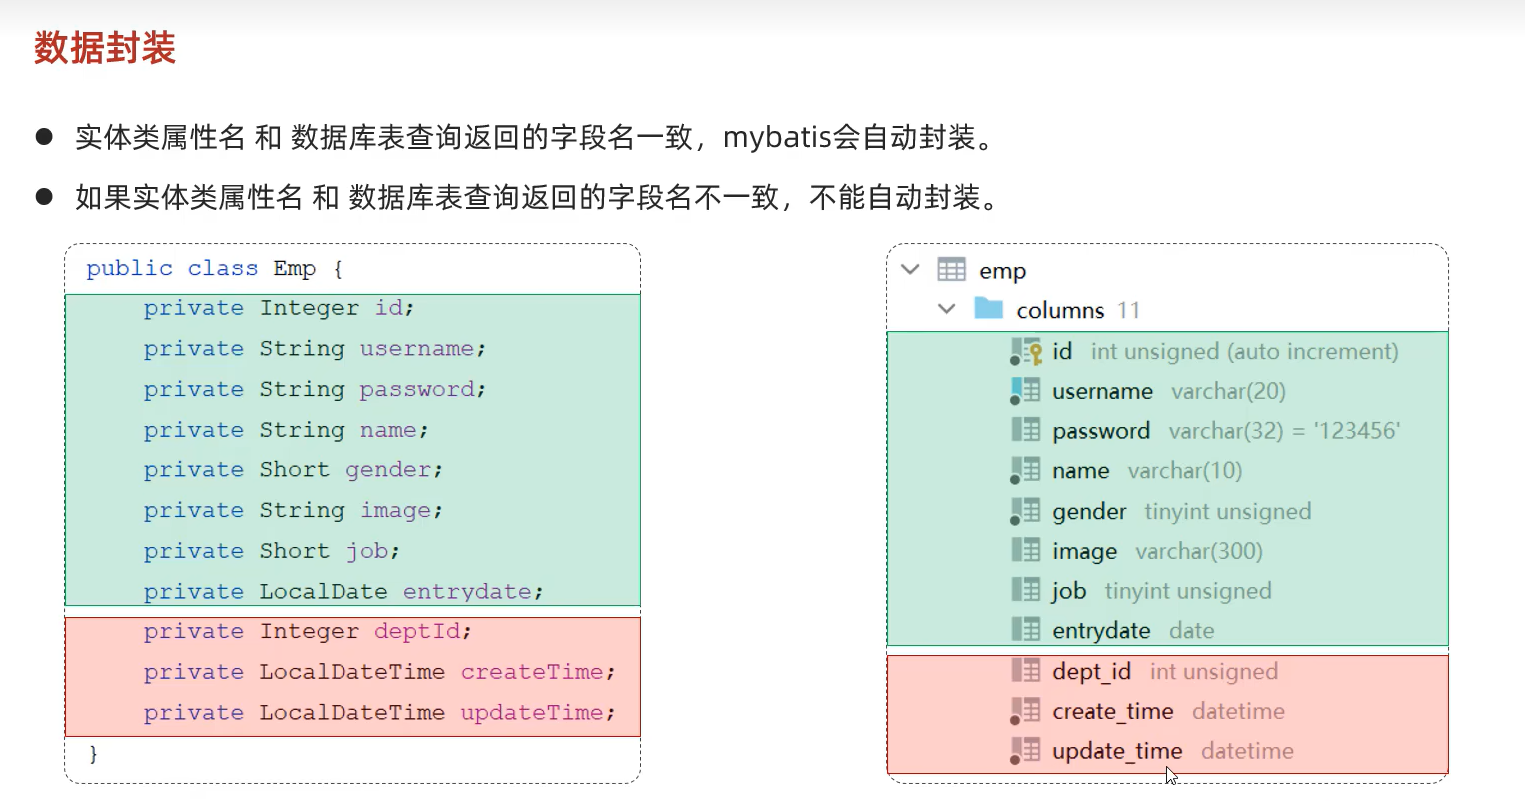 数据封装
● 实体类属性名 和 数据库表查询返回的字段名一致，mybatis会自动封装。
● 如果实体类属性名 和 数据库表查询返回的字段名不一致，不能自动封装。
public class Emp {
private Integer id;
private String username;
private String password;
private String name;
private Short gender;
private String image;
private Short job;
private LocalDate entrydate;
private Integer deptId;
private LocalDateTime createTime;
private LocalDateTime updateTime;
}
emp
columns 11
id int unsigned (auto increment)
username varchar(20)
password varchar(32) = '123456'
name varchar(10)
gender tinyint unsigned
image varchar(300)
job tinyint unsigned
entrydate date
dept_id int unsigned
create_time datetime
update_time datetime